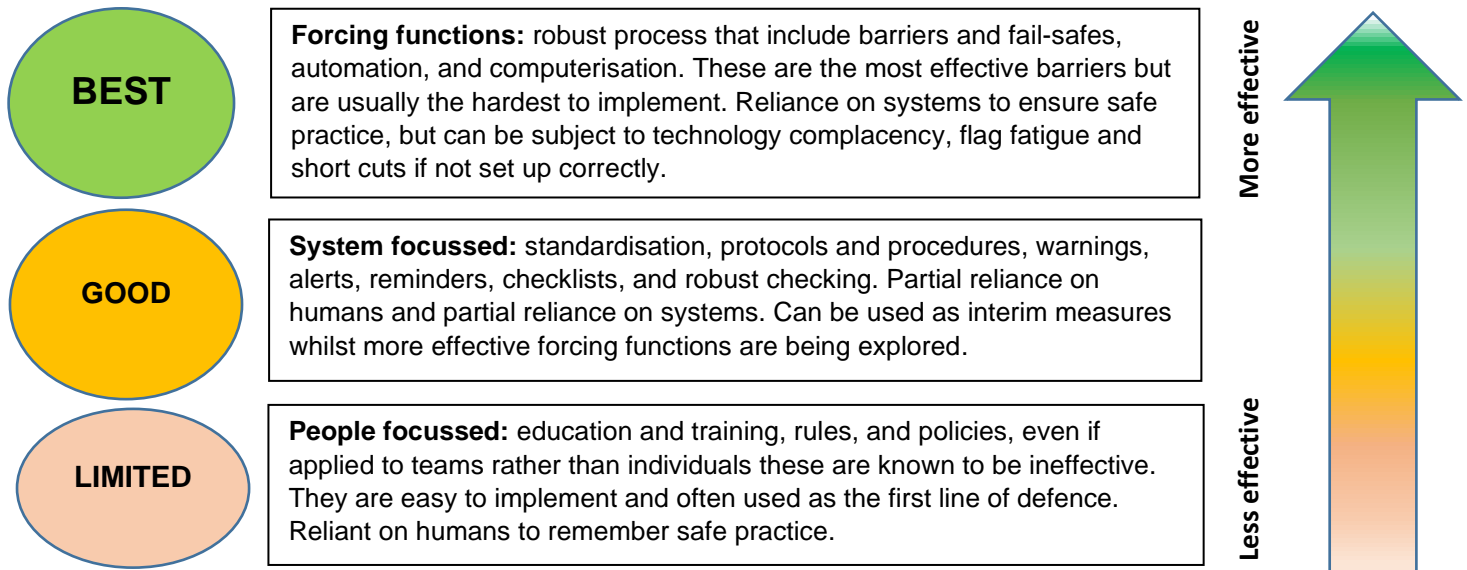 BEST
Forcing functions: robust process that include barriers and fail-safes,
automation, and computerisation. These are the most effective barriers but
are usually the hardest to implement. Reliance on systems to ensure safe
practice, but can be subject to technology complacency, flag fatigue and
short cuts if not set up correctly.
More effective
GOOD
System focussed: standardisation, protocols and procedures, warnings,
alerts, reminders, checklists, and robust checking. Partial reliance on
humans and partial reliance on systems. Can be used as interim measures
whilst more effective forcing functions are being explored.
LIMITED
People focussed: education and training, rules, and policies, even if
applied to teams rather than individuals these are known to be ineffective.
They are easy to implement and often used as the first line of defence.
Reliant on humans to remember safe practice.
Less effective